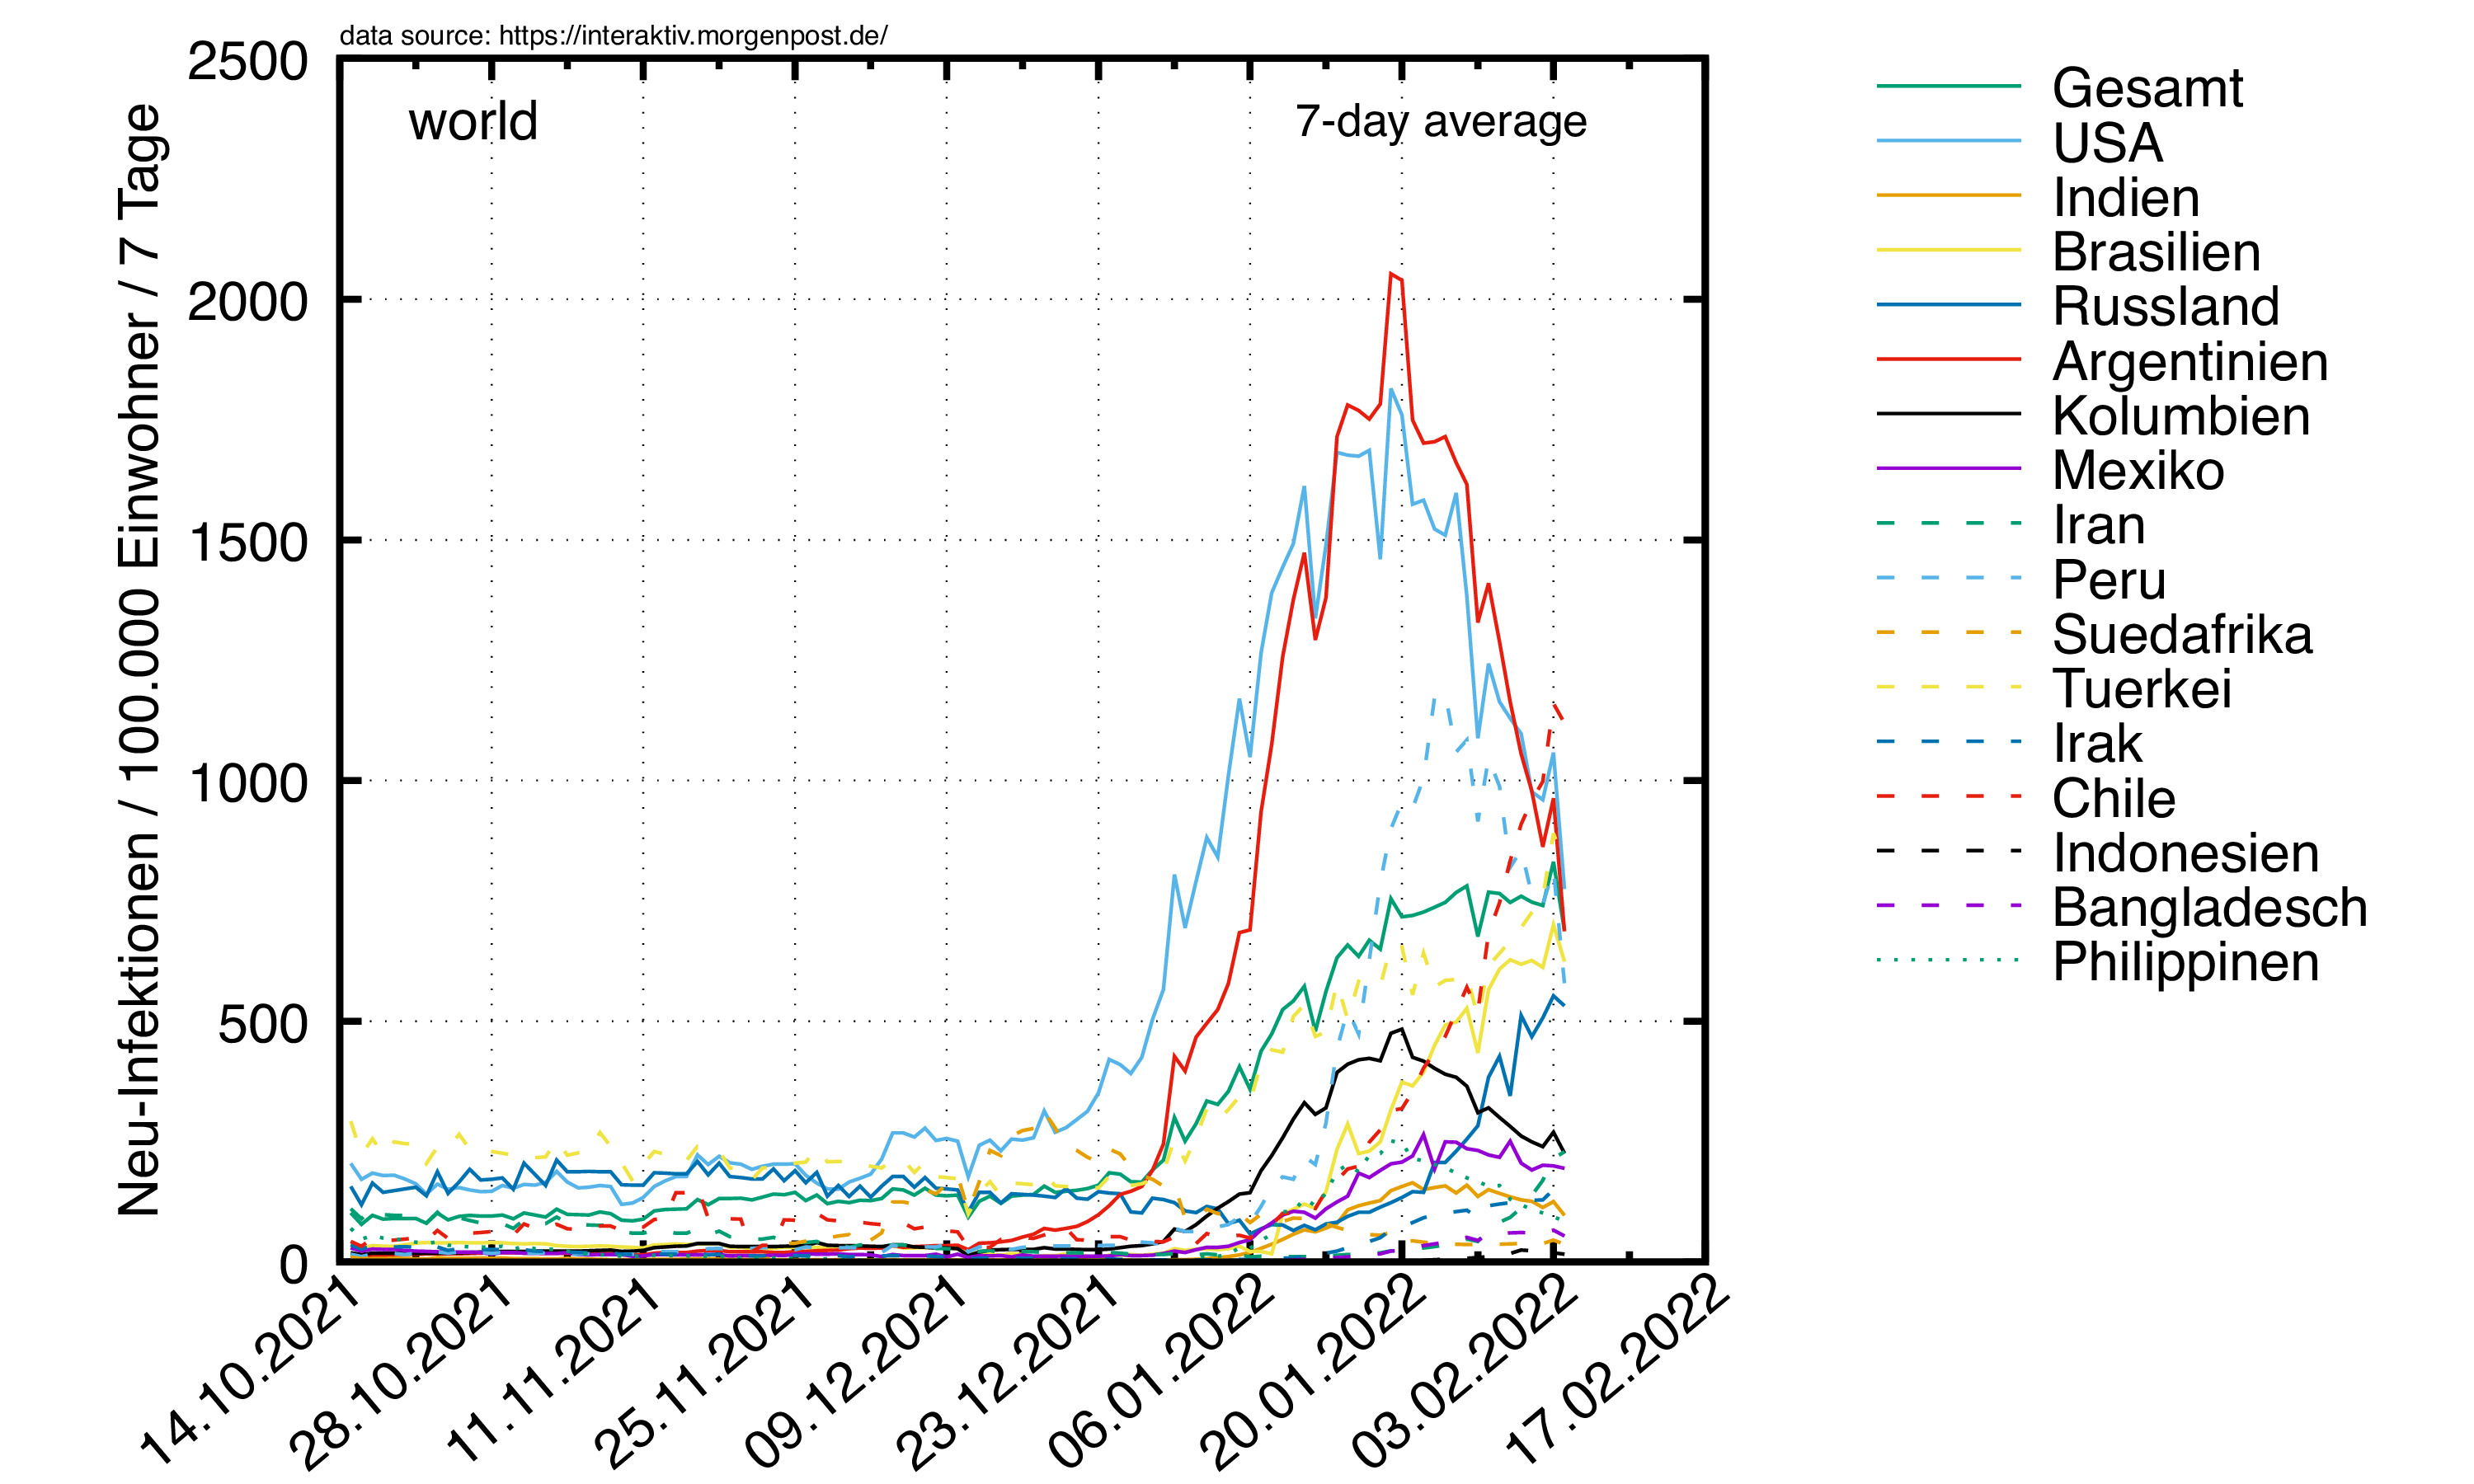 data source: https://interaktiv.morgenpost.de/
world
7-day average
Neu-Infektionen / 100.000 Einwohner / 7 Tage
2500
2000
1500
1000
500
0
14.10.2021
28.10.2021
11.11.2021
25.11.2021
09.12.2021
23.12.2021
06.01.2022
20.01.2022
03.02.2022
17.02.2022
Gesamt
USA
Indien
Brasilien
Russland
Argentinien
Kolumbien
Mexiko
Iran
Peru
Suedafrika
Tuerkei
Irak
Chile
Indonesien
Bangladesch
Philippinen